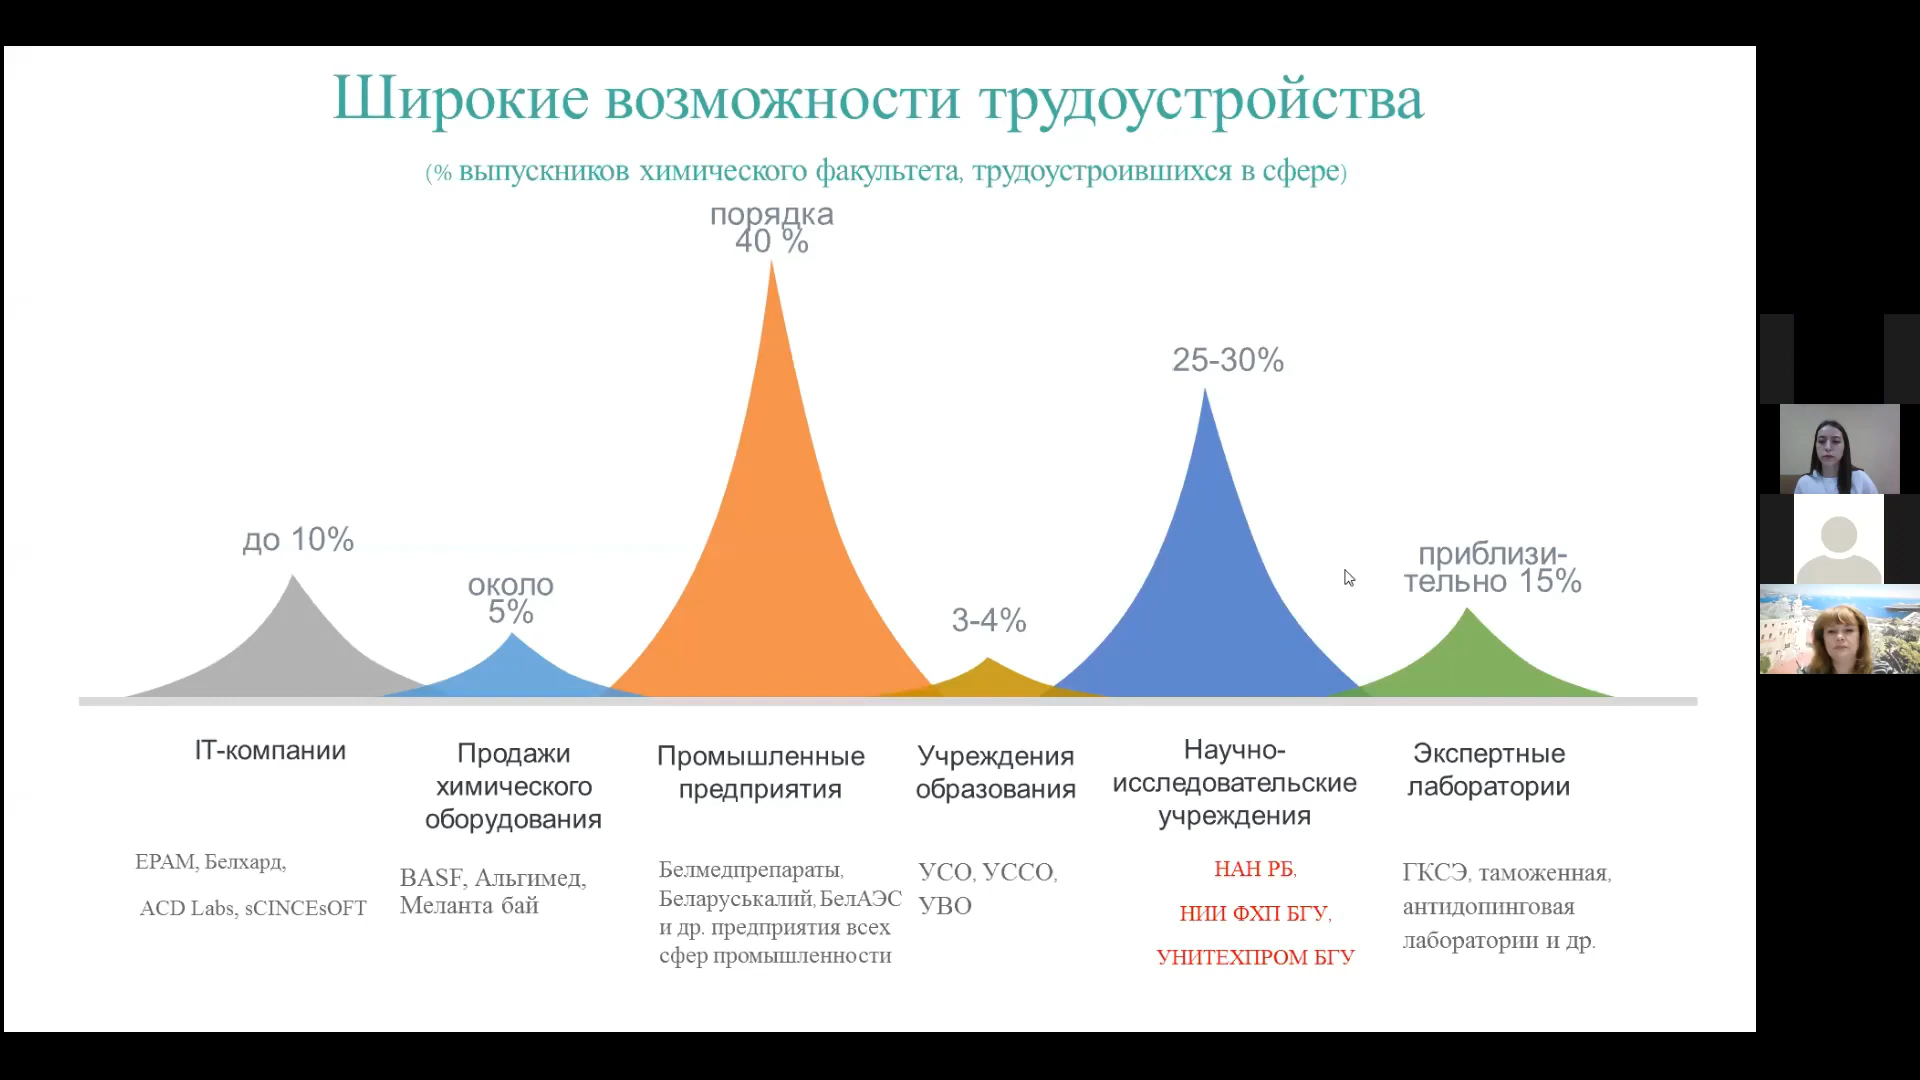 Широкие возможности трудоустройства
(% выпускников химического факультета, трудоустроившихся в сфере)
порядка
40 %
25-30%
до 10%
около
5%
3-4%
приблизи-
тельно 15%
IT-компании
Продажи
химического
оборудования
Промышленные
предприятия
Учреждения
образования
Научно-
исследовательские
учреждения
Экспертные
лаборатории
EPAM, Белхард,
ACD Labs, sCINCEsOFT
BASF, Альгимед,
Меланта бай
Белмедпрепараты,
Беларуськалий, БелАЭС
и др. предприятия всех
сфер промышленности
УСО, УССО,
УВО
НАН РБ,
НИИ ФХП БГУ,
УНИТЕХПРОМ БГУ
ГКСЭ, таможенная,
антидопинговая
лаборатории и др.